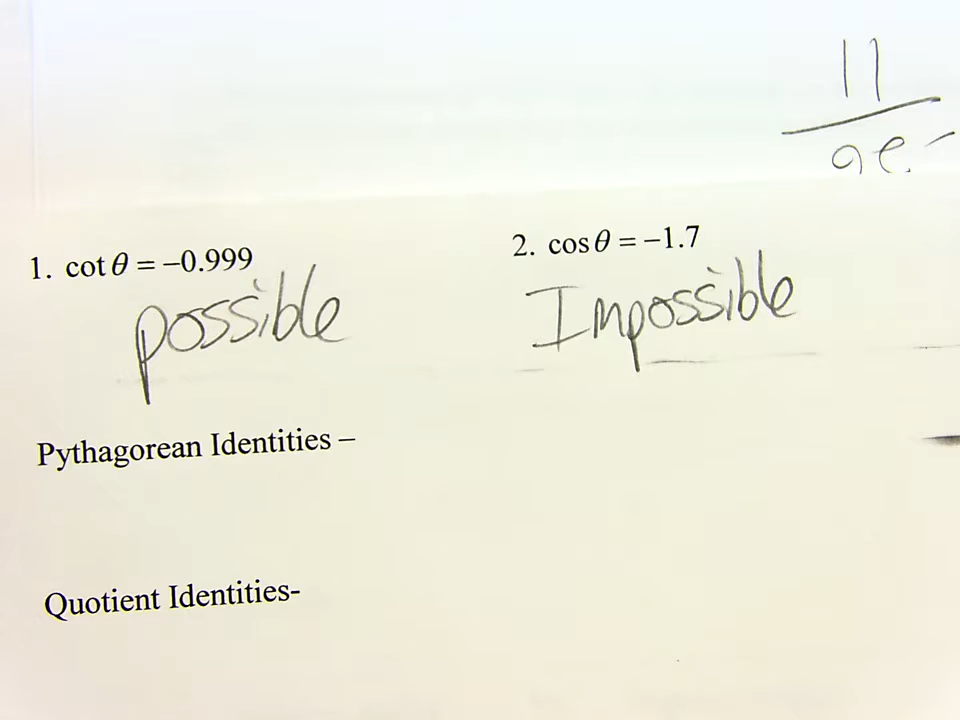 11
1. cot θ = −0.999
2. cos θ = −1.7
possible
Impossible
Pythagorean Identities –
Quotient Identities-